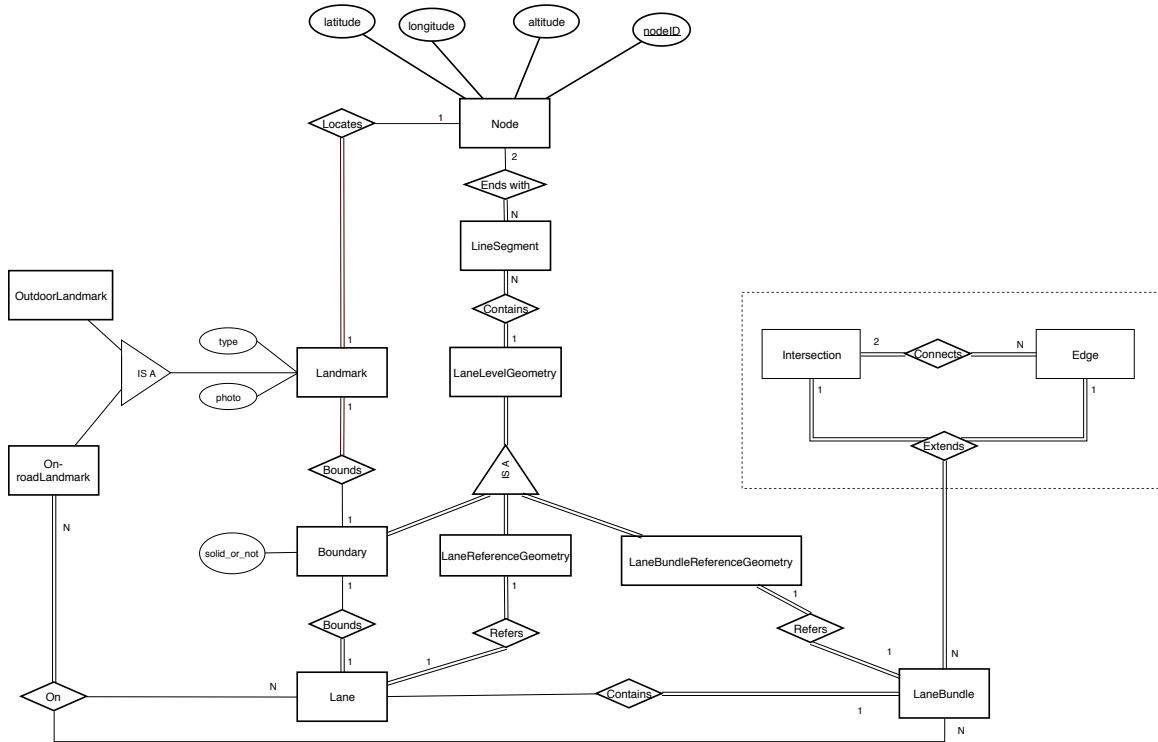 latitude
longitude
altitude
nodeID
Locates
1
Node
2
Ends with
N
LineSegment
N
OutdoorLandmark
Contains
type
1
1
IS A
Landmark
LaneLevelGeometry
photo
1
2
N
Intersection
Connects
Edge
1
1
Extends
On-
roadLandmark
Bounds
IS A
N
1
solid_or_not
Boundary
LaneReferenceGeometry
LaneBundleReferenceGeometry
1
1
1
Bounds
Refers
Refers
1
1
1
N
On
N
Lane
Contains
1
LaneBundle
N